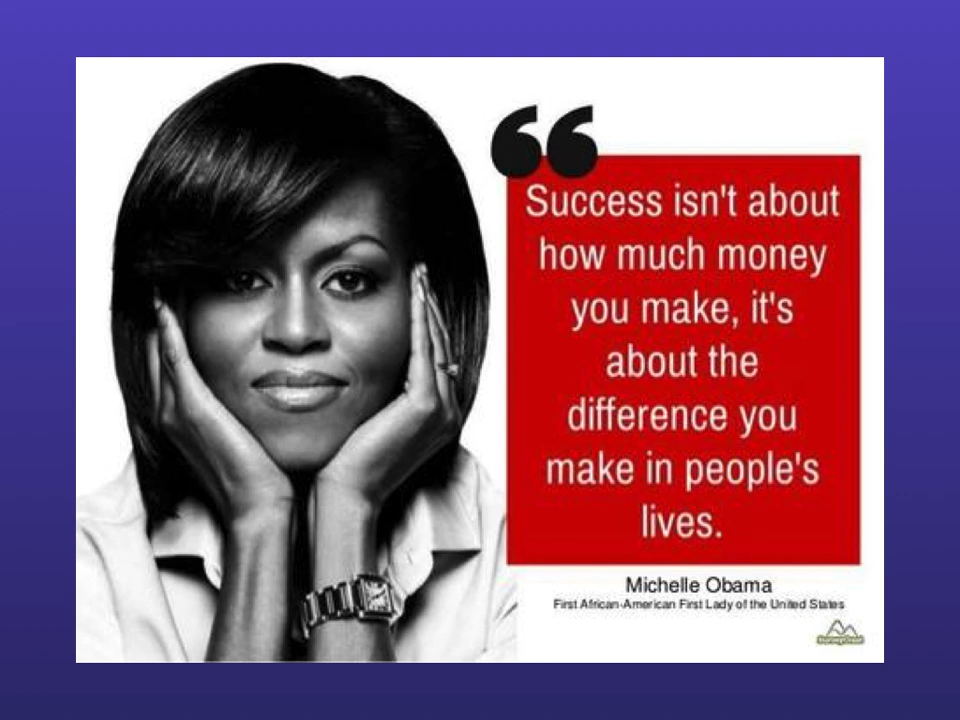 “
Success isn't about
how much money
you make, it's
about the
difference you
make in people's
lives.
Michelle Obama
First African-American First Lady of the United States